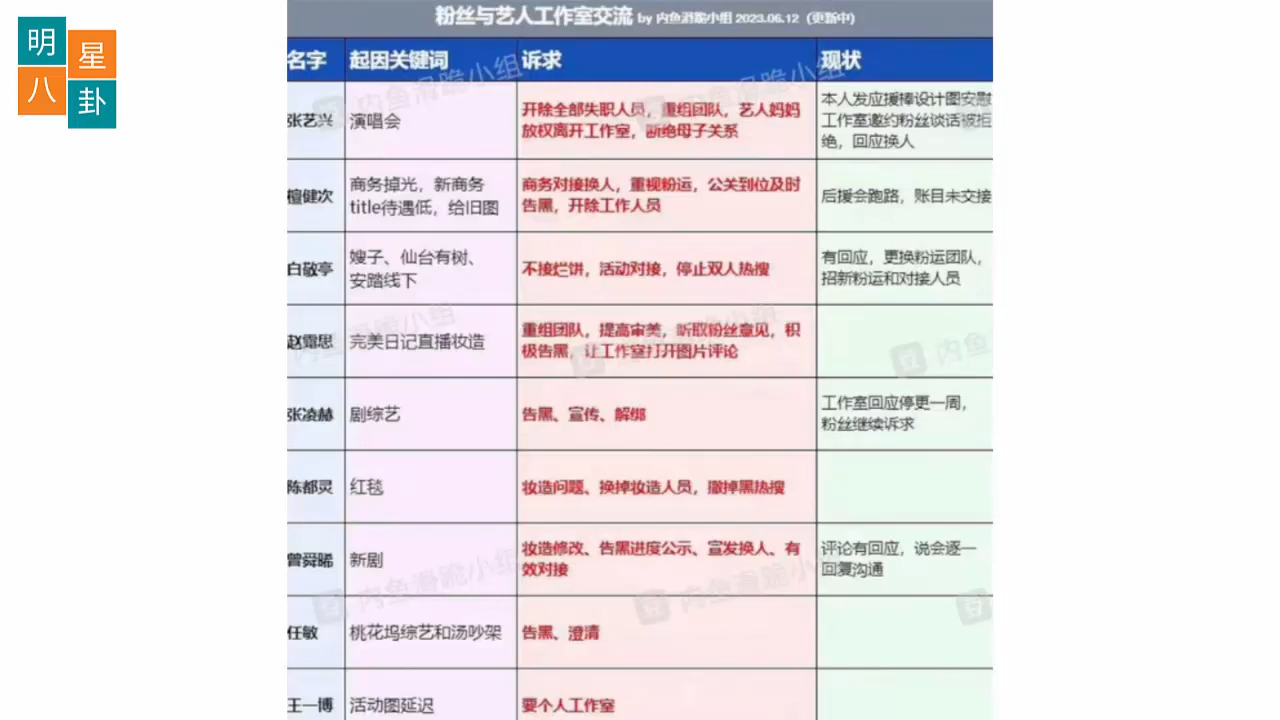 明星
八卦
粉丝与艺人工作室交流 by 内鱼滑跪小组 2023.06.12（更新中）
名字 起因关键词 诉求 现状
张艺兴 演唱会 开除全部失职人员，重组团队，艺人妈妈 本人发应援棒设计图安慰
放权离开工作室，断绝母子关系 工作室邀约粉丝谈话被拒
绝，回应换人
檀健次 商务掉光，新商务 商务对接换人，重视粉运，公关到位及时 后援会跑路，账目未交接
title待遇低，给旧图 告黑，开除工作人员
白敬亭 嫂子、仙台有树、 不接烂饼，活动对接，停止双人热搜 有回应，更换粉运团队，
安踏线下 招新粉运和对接人员
赵露思 完美日记直播妆造 重组团队，提高审美，听取粉丝意见，积
极告黑，让工作室打开图片评论
张凌赫 剧综艺 告黑、宣传、解绑 工作室回应停更一周，
粉丝继续诉求
陈都灵 红毯 妆造问题、换掉妆造人员，撤掉黑热搜
曾舜晞 新剧 妆造修改、告黑进度公示、宣发换人、有 评论有回应，说会逐一
效对接 回复沟通
任敏 桃花坞综艺和汤吵架 告黑、澄清
王一博 活动图延迟 要个人工作室
内鱼滑跪小组